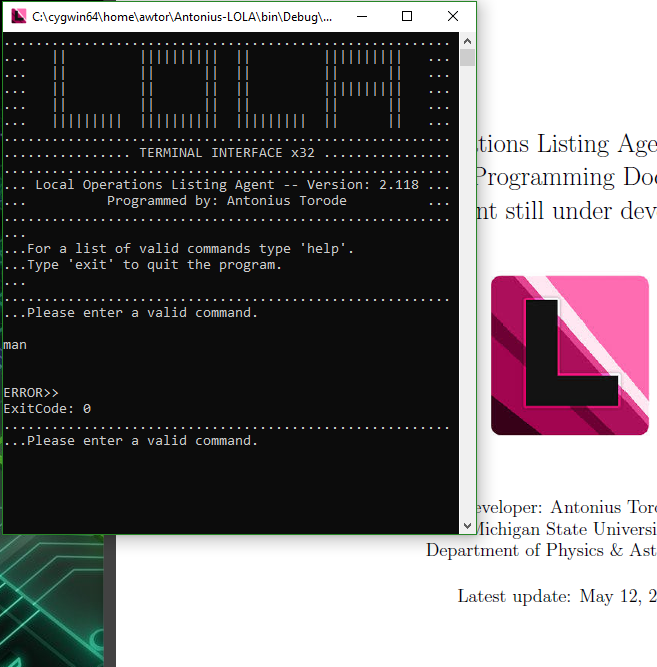 C:\cygwin64\home\awtor\Antonius-LOLA\bin\Debug\...
LOLA
................ TERMINAL INTERFACE x32 ................
... Local Operations Listing Agent -- Version: 2.118 ...
... Programmed by: Antonius Torode ...
...
...For a list of valid commands type 'help'.
...Type 'exit' to quit the program.
...
...Please enter a valid command.
man
ERROR>>
ExitCode: 0
...Please enter a valid command.
tions Listing Age
Programming Do
nt still under dev
L
eveloper: Antonius Toro
Michigan State Universi
Department of Physics & Ast
Latest update: May 12, 2